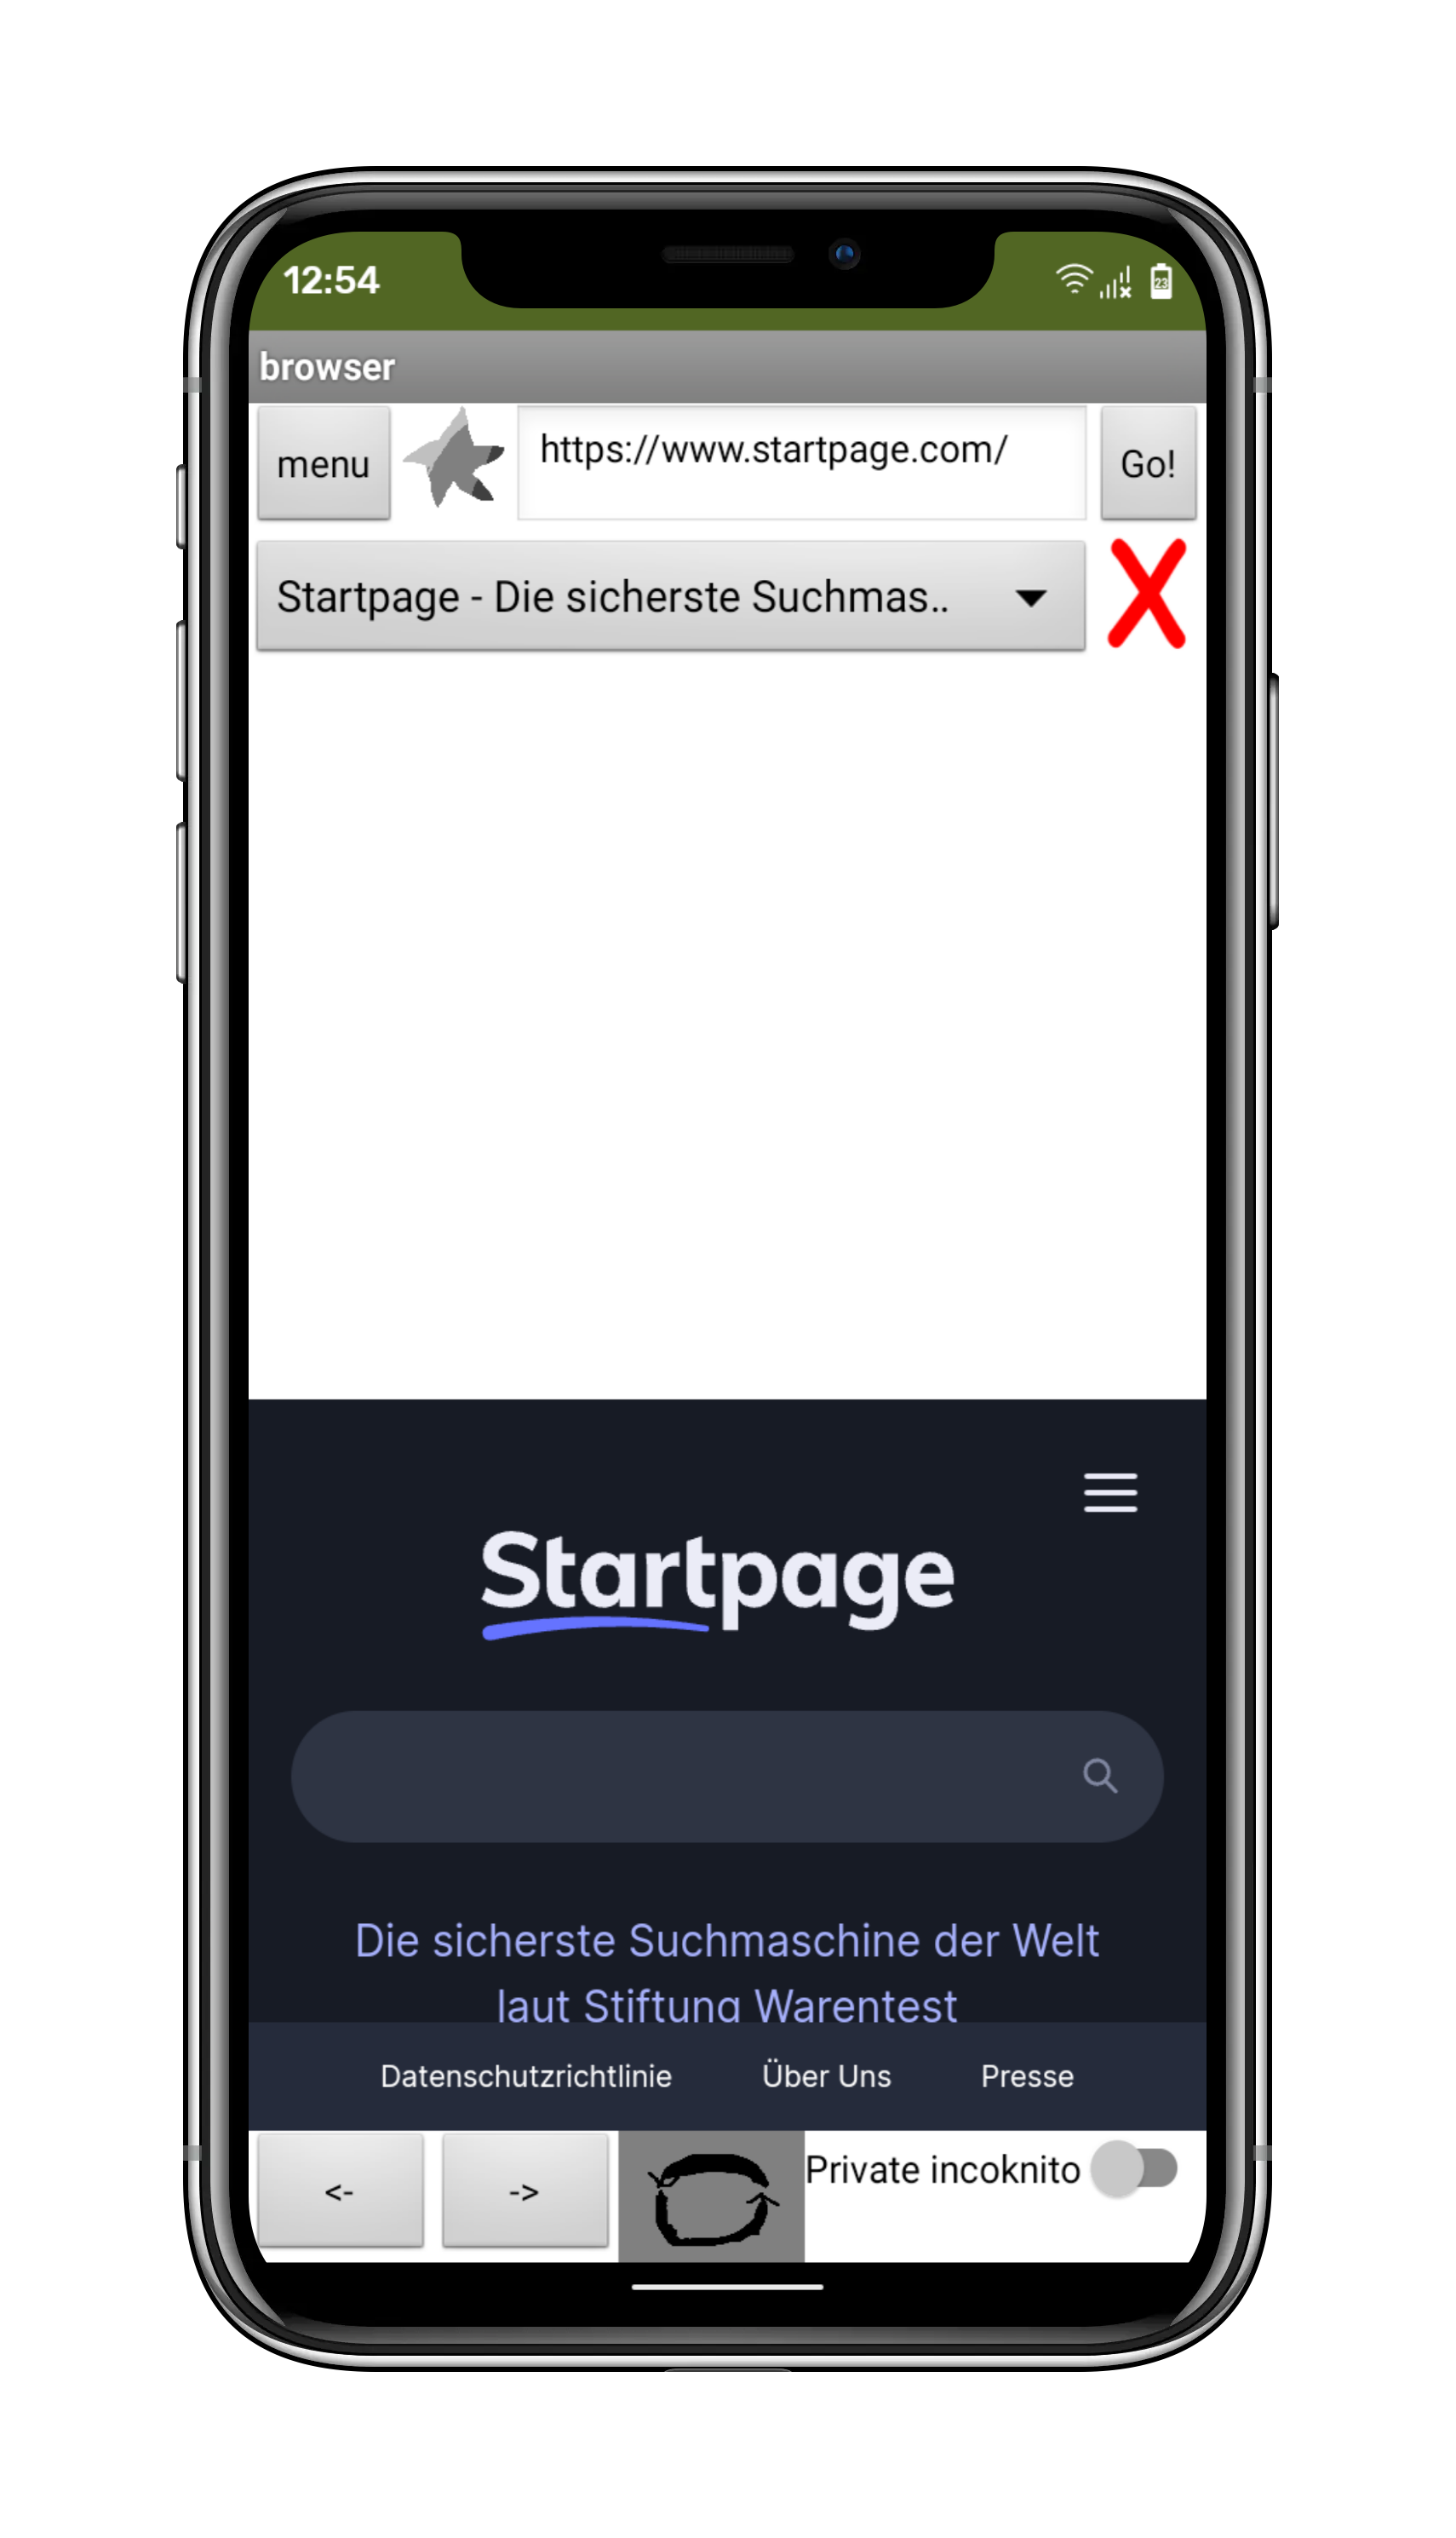 12:54
23
browser
menu
https://www.startpage.com/
Go!
Startpage - Die sicherste Suchmas..
Startpage
Die sicherste Suchmaschine der Welt
laut Stiftung Warentest
Datenschutzrichtlinie Über Uns Presse
<- -> Private incoknito